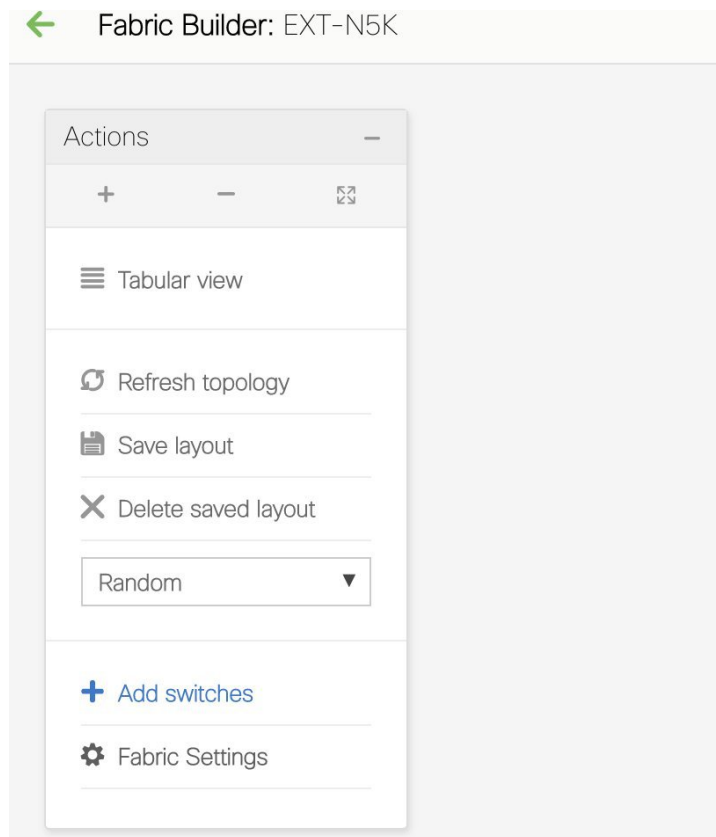 Fabric Builder: EXT-N5K
Actions
Tabular view
Refresh topology
Save layout
Delete saved layout
Random
Add switches
Fabric Settings